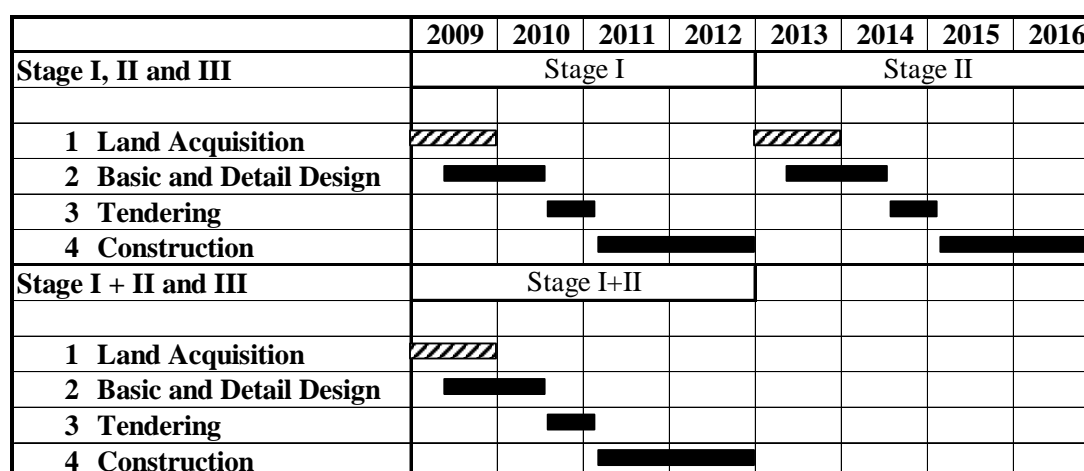 2009 2010 2011 2012 2013 2014 2015 2016
Stage I, II and III Stage I Stage II
1 Land Acquisition
2 Basic and Detail Design
3 Tendering
4 Construction
Stage I + II and III Stage I+II
1 Land Acquisition
2 Basic and Detail Design
3 Tendering
4 Construction